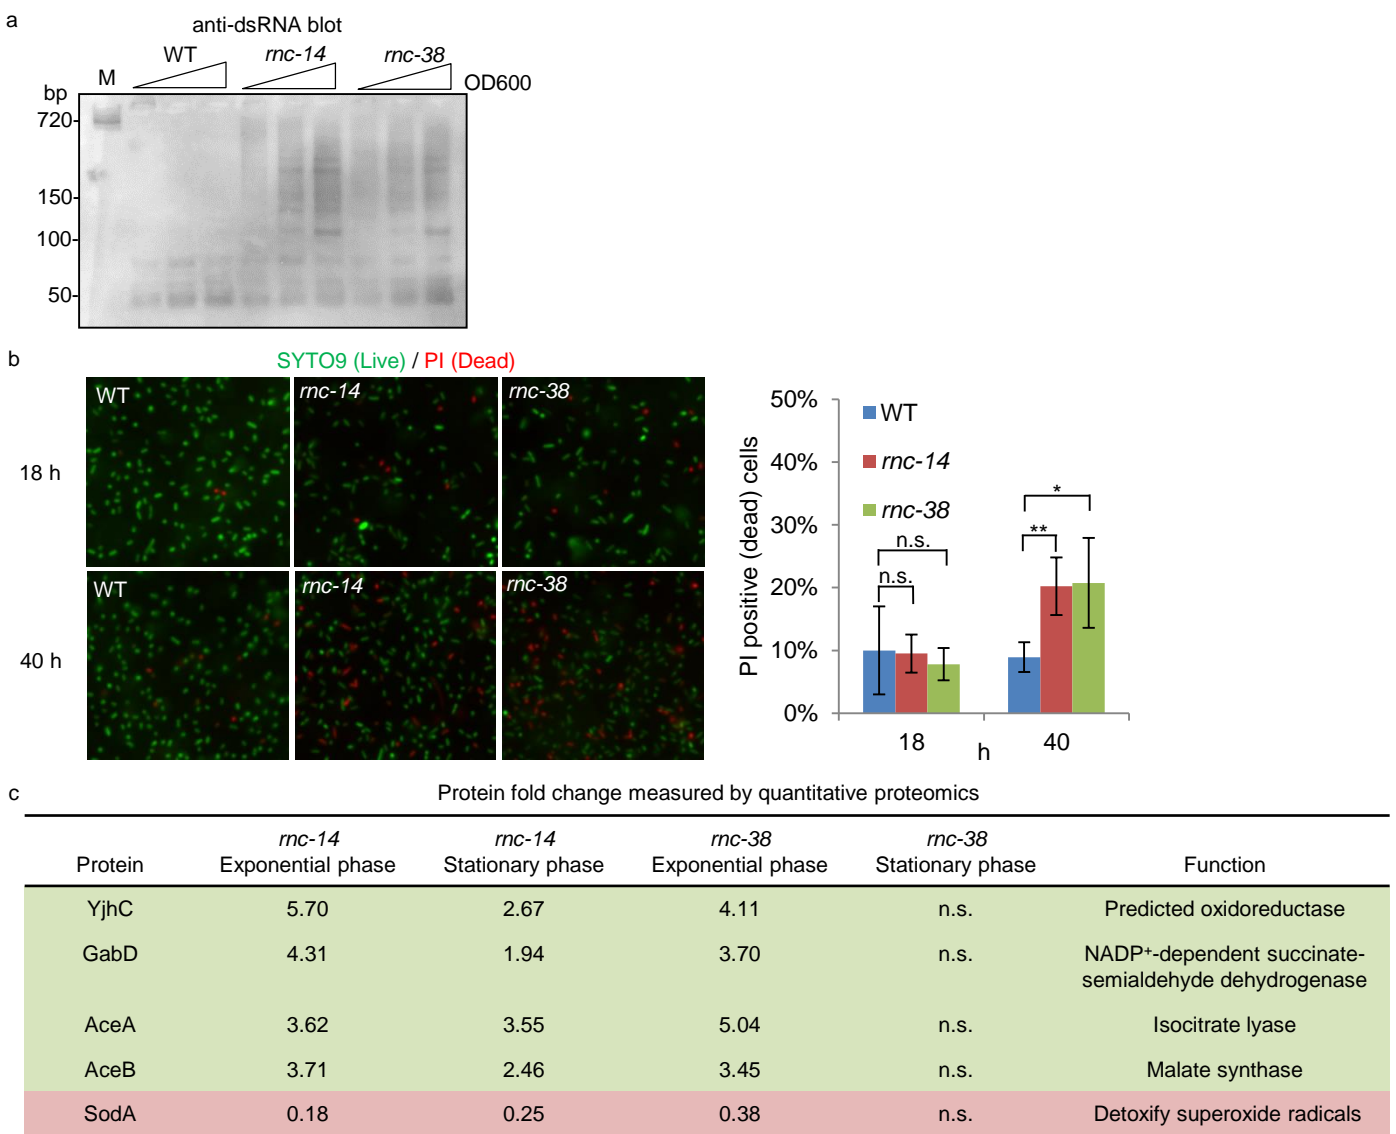 a
anti-dsRNA blot
WT rnc-14 rnc-38
M OD600
bp
720-
150-
100-
50-
b
SYTO9 (Live) / PI (Dead)
WT rnc-14 rnc-38
18 h
WT rnc-14 rnc-38
40 h
PI positive (dead) cells
50%
40%
30%
20%
10%
0%
WT
rnc-14
rnc-38
n.s.
n.s.
*
**
18 h 40
c
Protein fold change measured by quantitative proteomics
Protein rnc-14 Exponential phase rnc-14 Stationary phase rnc-38 Exponential phase rnc-38 Stationary phase Function
YjhC 5.70 2.67 4.11 n.s. Predicted oxidoreductase
GabD 4.31 1.94 3.70 n.s. NADP⁺-dependent succinate-
semialdehyde dehydrogenase
AceA 3.62 3.55 5.04 n.s. Isocitrate lyase
AceB 3.71 2.46 3.45 n.s. Malate synthase
SodA 0.18 0.25 0.38 n.s. Detoxify superoxide radicals